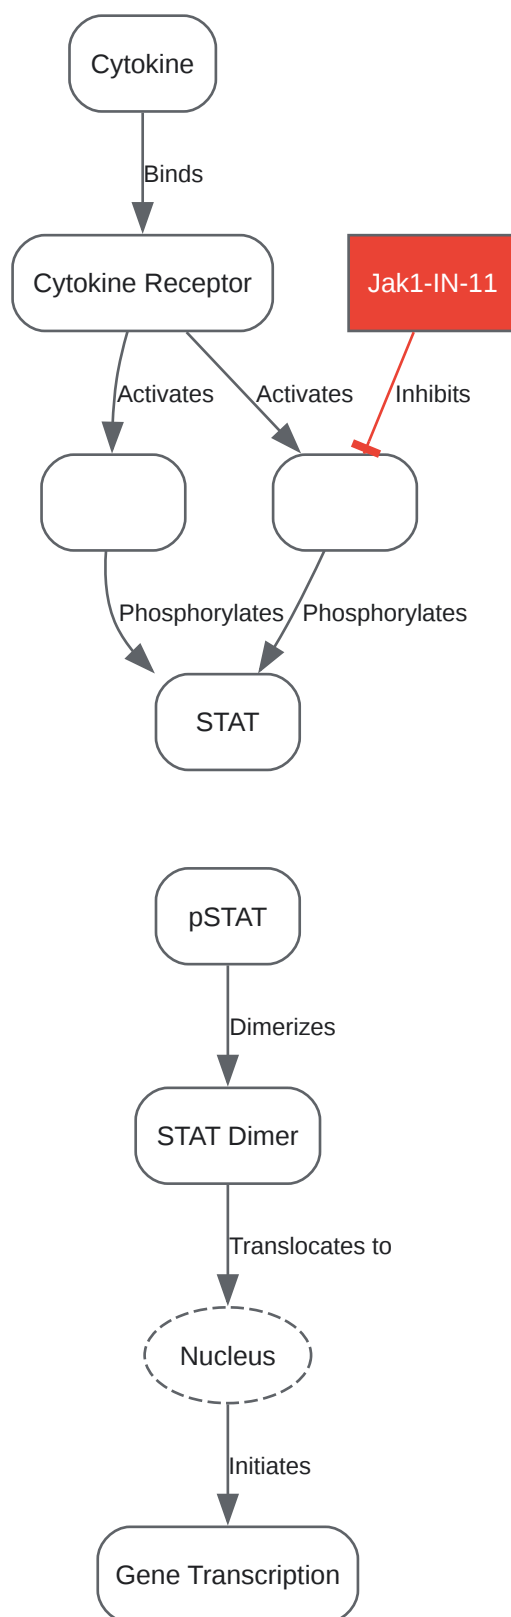 Cytokine
Binds
Cytokine Receptor
Jak1-IN-11
Activates
Activates
Inhibits
Phosphorylates
Phosphorylates
STAT
pSTAT
Dimerizes
STAT Dimer
Translocates to
Nucleus
Initiates
Gene Transcription